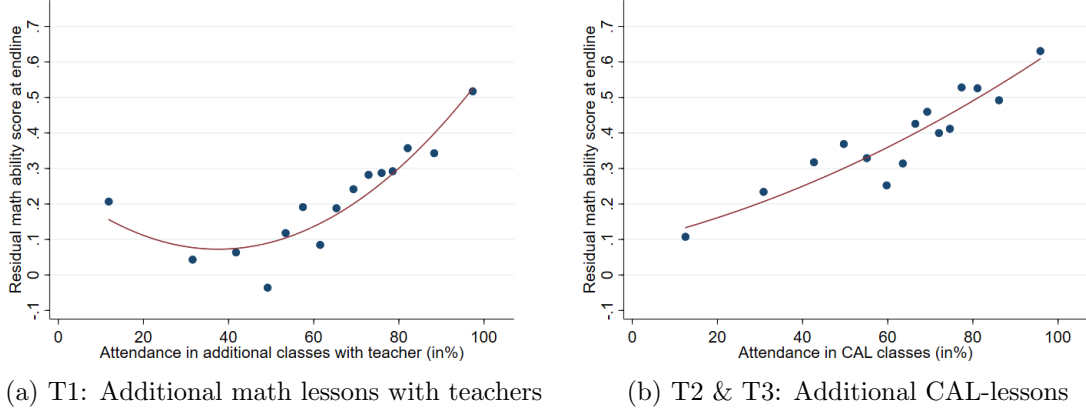 Residual math ability score at endline
-.1 0 .1 .2 .3 .4 .5 .6 .7
0 20 40 60 80 100
Attendance in additional classes with teacher (in%)
(a) T1: Additional math lessons with teachers
Residual math ability score at endline
-.1 0 .1 .2 .3 .4 .5 .6 .7
0 20 40 60 80 100
Attendance in CAL classes (in%)
(b) T2 & T3: Additional CAL-lessons